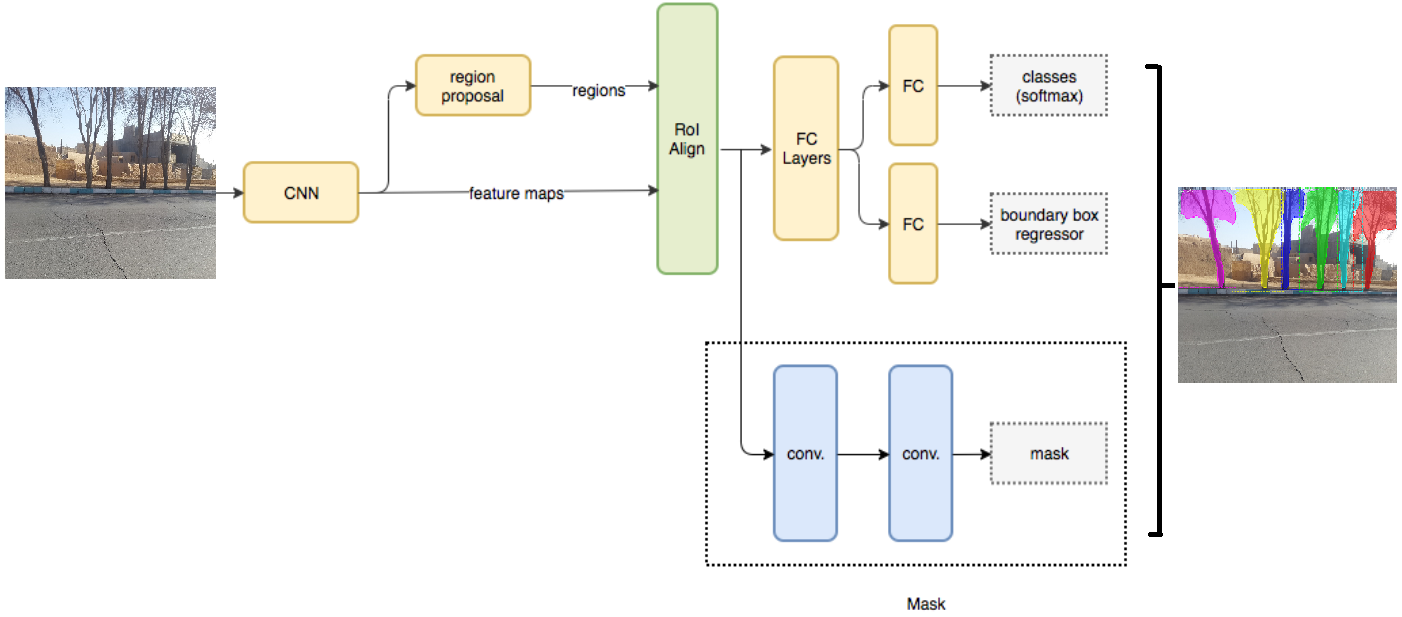 region
proposal
regions
CNN
feature maps
RoI
Align
FC
Layers
FC
classes
(softmax)
FC
boundary box
regressor
conv.
conv.
mask
Mask